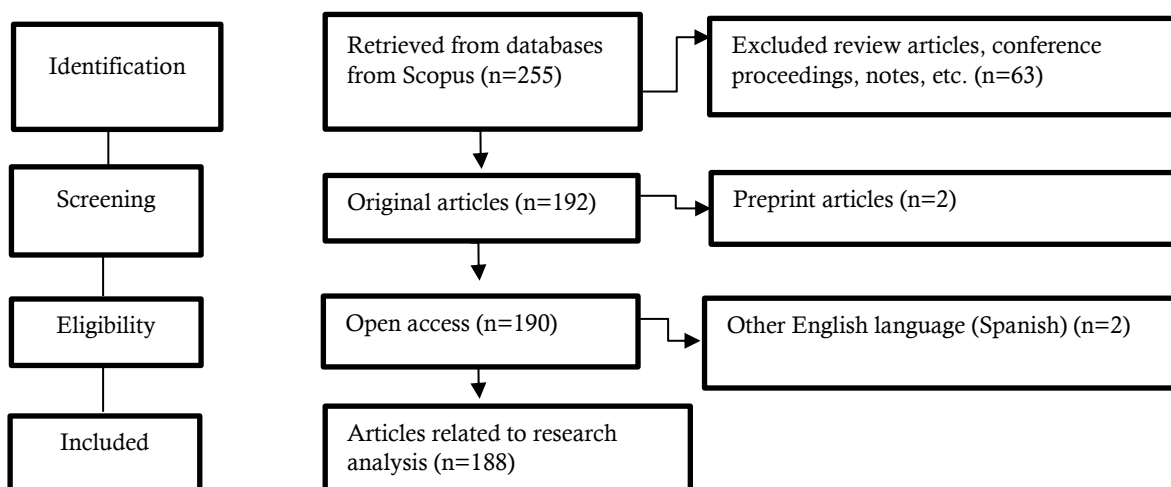 Identification
Retrieved from databases
from Scopus (n=255)
Excluded review articles, conference
proceedings, notes, etc. (n=63)
Screening
Original articles (n=192)
Preprint articles (n=2)
Eligibility
Open access (n=190)
Other English language (Spanish) (n=2)
Included
Articles related to research
analysis (n=188)